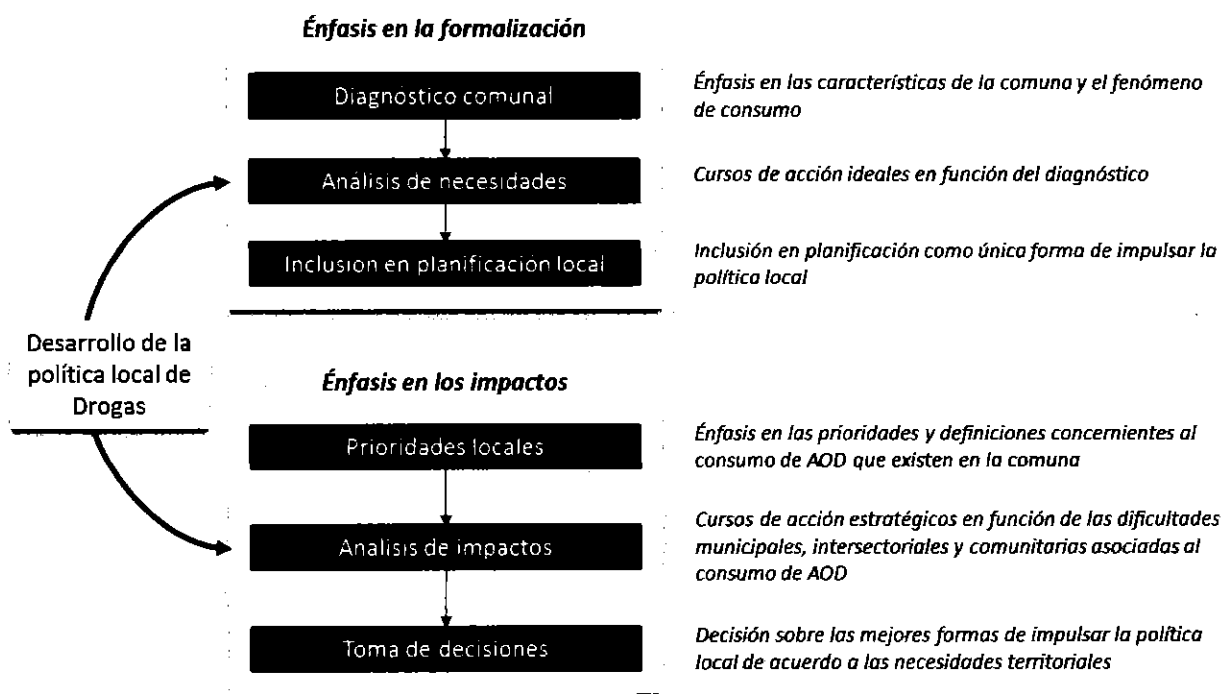 Énfasis en la formalización
Diagnóstico comunal
Énfasis en las características de la comuna y el fenómeno
de consumo
Análisis de necesidades
Cursos de acción ideales en función del diagnóstico
Inclusión en planificación local
Inclusión en planificación como única forma de impulsar la
política local
Desarrollo de la
política local de
Drogas
Énfasis en los impactos
Prioridades locales
Énfasis en las prioridades y definiciones concernientes al
consumo de AOD que existen en la comuna
Analisis de impactos
Cursos de acción estratégicos en función de las dificultades
municipales, intersectoriales y comunitarias asociadas al
consumo de AOD
Toma de decisiones
Decisión sobre las mejores formas de impulsar la política
local de acuerdo a las necesidades territoriales